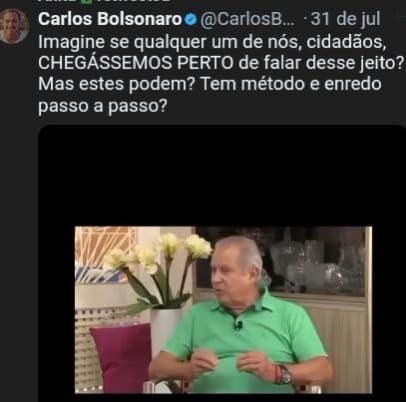 Carlos Bolsonaro @CarlosB... · 31 de jul
Imagine se qualquer um de nós, cidadãos,
CHEGÁSSEMOS PERTO de falar desse jeito?
Mas estes podem? Tem método e enredo
passo a passo?